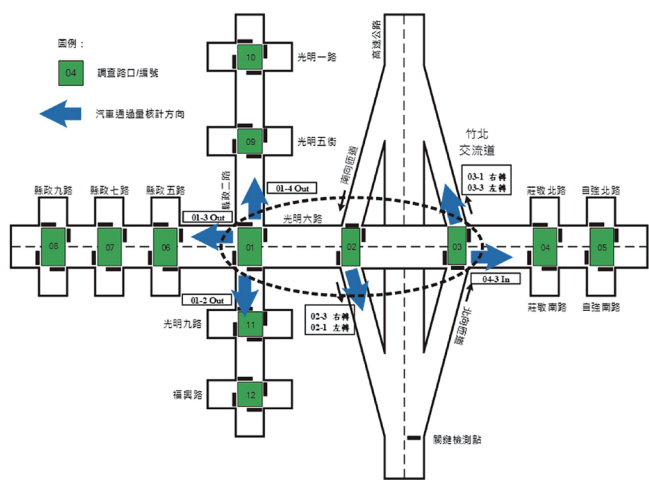 圖例：
04
調查路口/編號
汽車通過量核計方向
10
光明一路
高速公路
09
光明五街
南向匝道
竹北
交流道
縣政二路
01-4 Out
03-1 右轉
03-3 左轉
縣政九路
縣政七路
縣政五路
莊敬北路
自強北路
01-3 Out
光明六路
08
07
06
01
02
03
04
05
01-2 Out
04-3 In
光明九路
11
02-3 右轉
02-1 左轉
北向匝道
莊敬南路
自強南路
福興路
12
關鍵檢測點